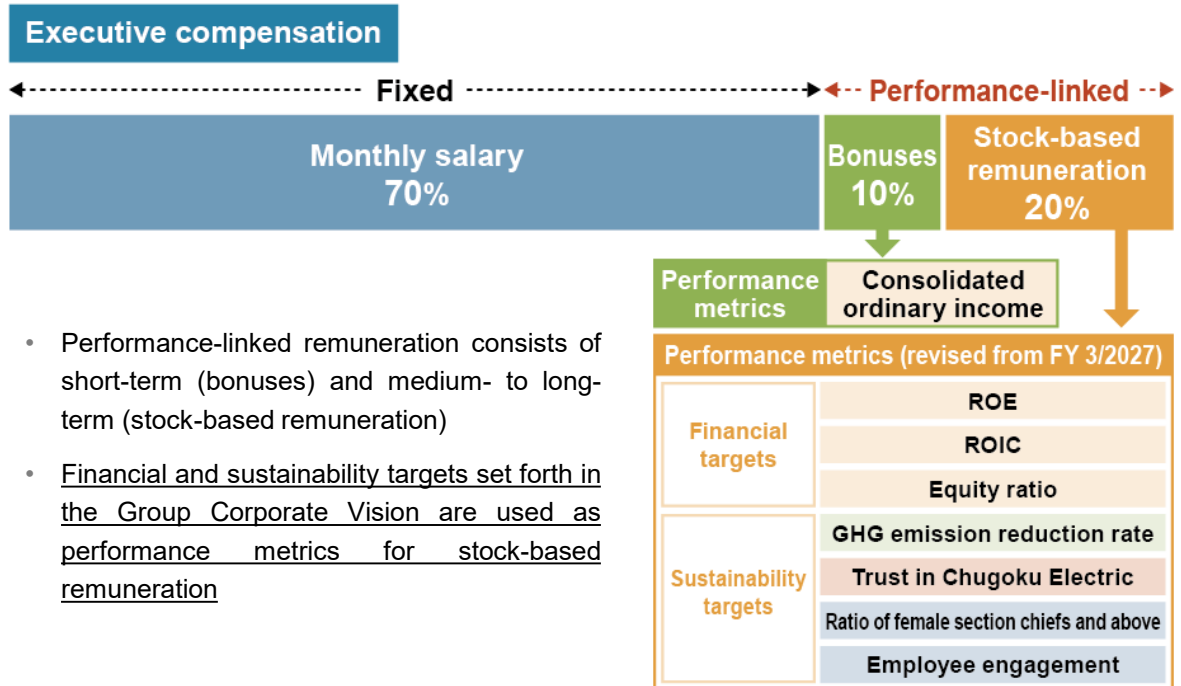 Executive compensation
Fixed
Performance-linked
Monthly salary
70%
Bonuses
10%
Stock-based
remuneration
20%
Performance
metrics
Consolidated
ordinary income
• Performance-linked remuneration consists of
short-term (bonuses) and medium- to long-
term (stock-based remuneration)
• Financial and sustainability targets set forth in
the Group Corporate Vision are used as
performance metrics for stock-based
remuneration
Performance metrics (revised from FY 3/2027)
Financial
targets
ROE
ROIC
Equity ratio
Sustainability
targets
GHG emission reduction rate
Trust in Chugoku Electric
Ratio of female section chiefs and above
Employee engagement